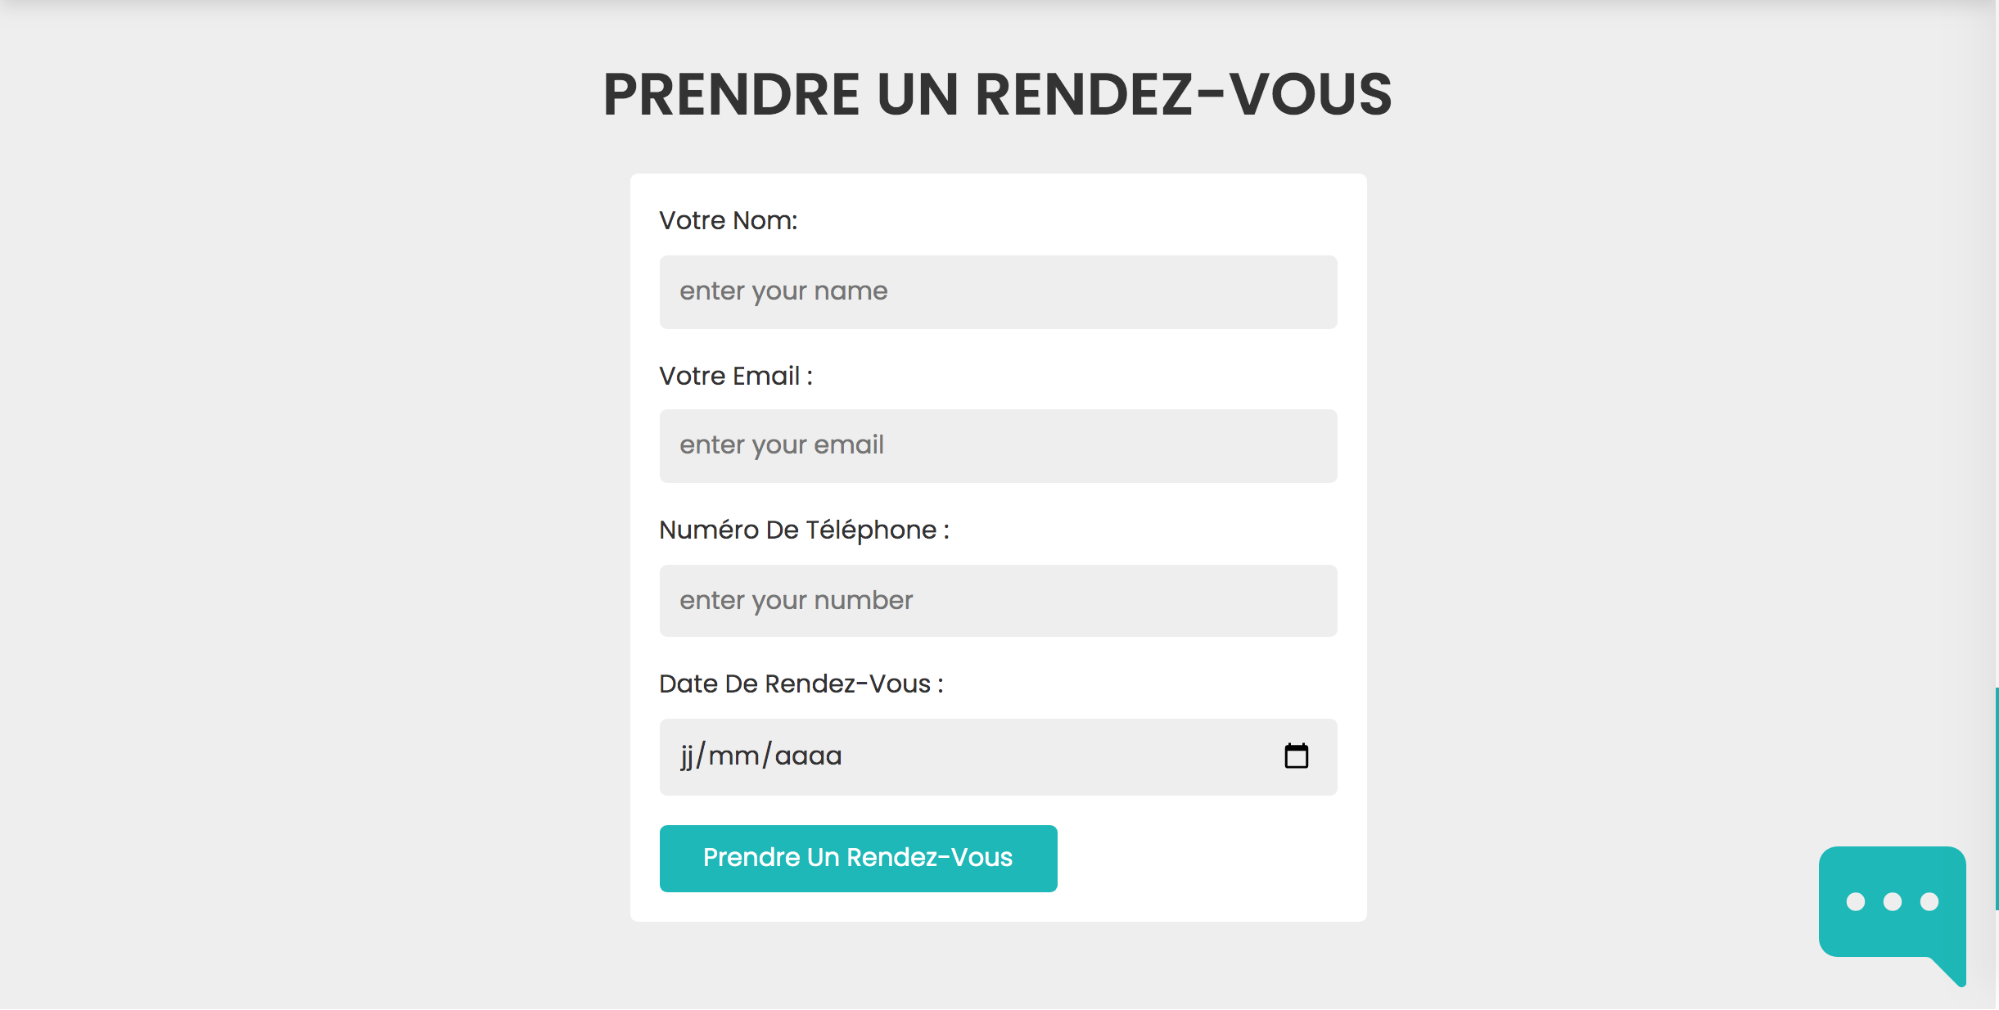 PRENDRE UN RENDEZ-VOUS
Votre Nom:
enter your name
Votre Email :
enter your email
Numéro De Téléphone :
enter your number
Date De Rendez-Vous :
jj/mm/aaaa
Prendre Un Rendez-Vous